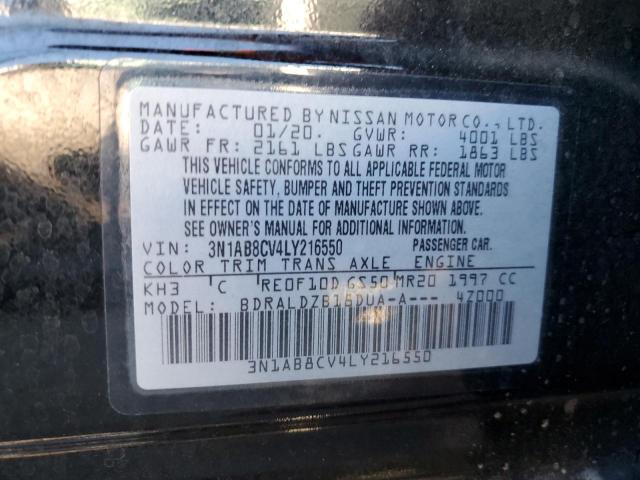 MANUFACTURED BY NISSAN MOTOR CO., LTD.
DATE: 01/20. GVWR: 4001 LBS
GAWR FR: 2161 LBS GAWR RR: 1863 LBS
THIS VEHICLE CONFORMS TO ALL APPLICABLE FEDERAL MOTOR
VEHICLE SAFETY, BUMPER AND THEFT PREVENTION STANDARDS
IN EFFECT ON THE DATE OF MANUFACTURE SHOWN ABOVE.
SEE OWNER'S MANUAL FOR ADDITIONAL INFORMATION.
VIN: 3N1AB8CV4LY216550 PASSENGER CAR.
COLOR TRIM TRANS AXLE ENGINE
KH3 'C RE0F10D GS50 MR20 1997 CC
MODEL: BDRALDZB18DUA-A--- 4Z000
3N1AB8CV4LY216550